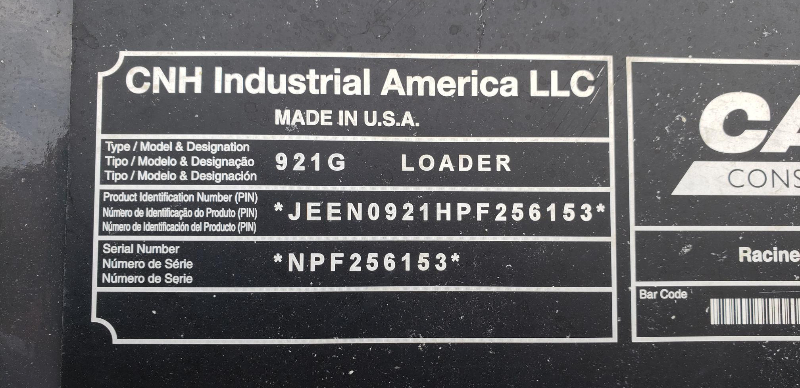 CNH Industrial America LLC
MADE IN U.S.A.
Type / Model & Designation
Tipo / Modelo & Designação
Tipo / Modelo & Designación
921G LOADER
Product Identification Number (PIN)
Número de Identificação do Produto (PIN)
Número de Identificación del Producto (PIN)
*JEEN0921HPF256153*
Serial Number
Número de Série
Número de Serie
*NPF256153*
CA
CONS
Racine
Bar Code